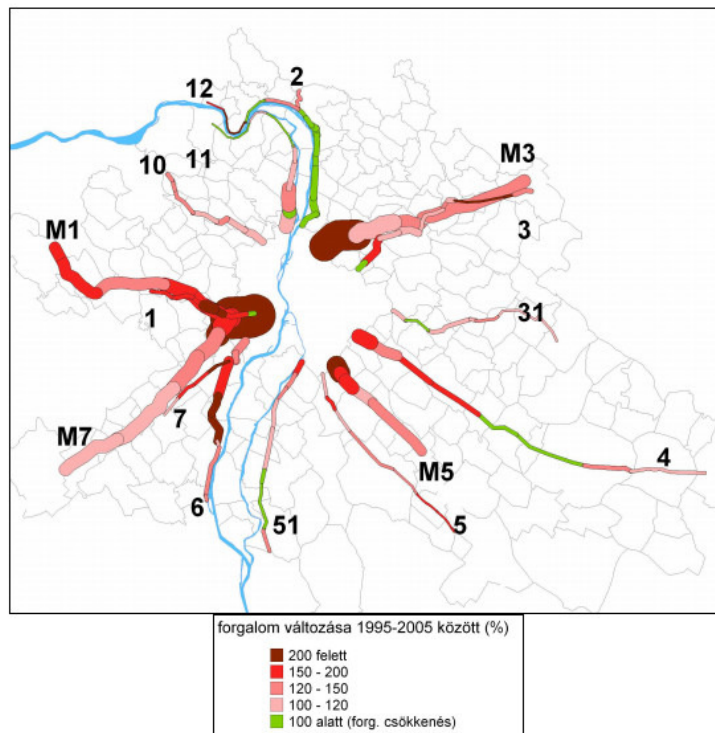 12
2
10
11
M3
3
M1
1
31
7
M7
M5
4
6
51
5
forgalom változása 1995-2005 között (%)
200 felett
150 - 200
120 - 150
100 - 120
100 alatt (forg. csökkenés)